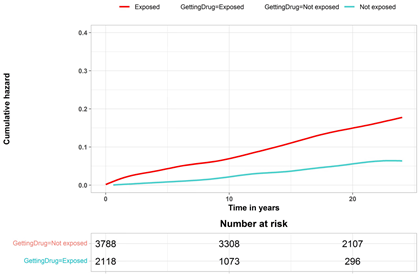 Exposed GettingDrug=Exposed GettingDrug=Not exposed Not exposed
Cumulative hazard
0.4
0.3
0.2
0.1
0.0
0 10 20
Time in years
Number at risk
GettingDrug=Not exposed 3788 3308 2107
GettingDrug=Exposed 2118 1073 296